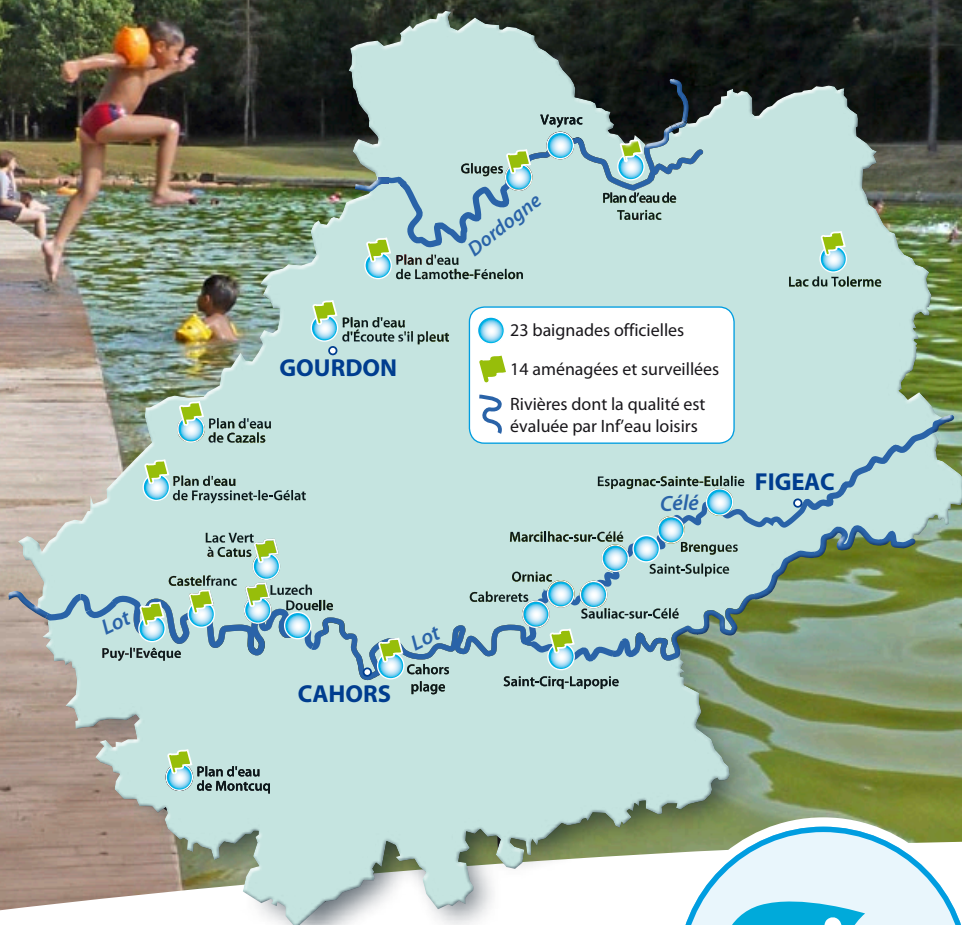 Vayrac
Gluges
Plan d'eau de
Tauriac
Dordogne
Plan d'eau
de Lamothe-Fénelon
Lac du Tolerme
Plan d'eau
d'Écoute s'il pleut
GOURDON
23 baignades officielles
14 aménagées et surveillées
Rivières dont la qualité est
évaluée par Inf'eau loisirs
Plan d'eau
de Cazals
Plan d'eau
de Frayssinet-le-Gélat
Espagnac-Sainte-Eulalie
FIGEAC
Célé
Lac Vert
à Catus
Marcilhac-sur-Célé
Brengues
Saint-Sulpice
Castelfranc
Luzech
Douelle
Orniac
Cabrerets
Sauliac-sur-Célé
Lot
Puy-l'Evêque
Lot
Cahors
plage
CAHORS
Saint-Cirq-Lapopie
Plan d'eau
de Montcuq